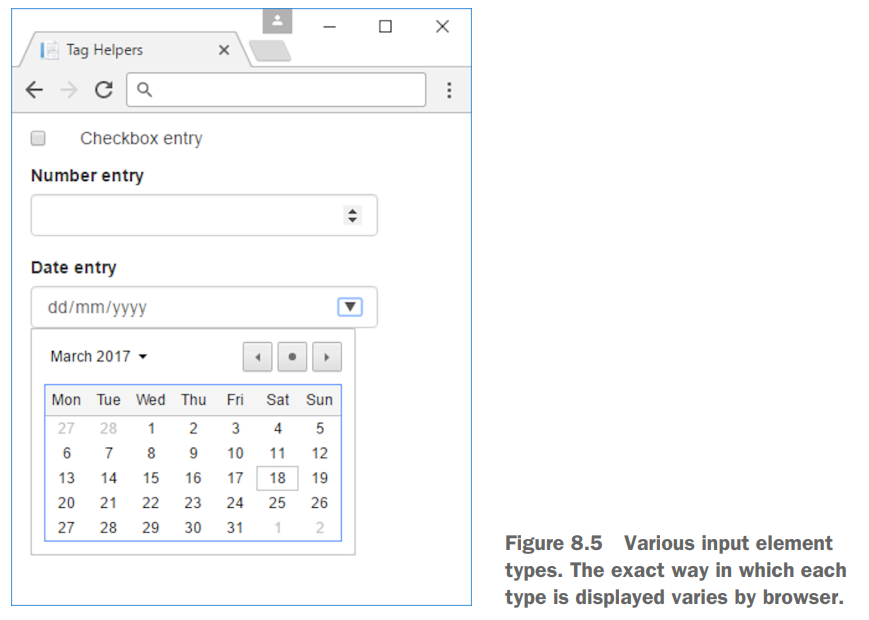 Tag Helpers
Checkbox entry
Number entry
Date entry
dd/mm/yyyy
March 2017
Mon Tue Wed Thu Fri Sat Sun
27 28 1 2 3 4 5
6 7 8 9 10 11 12
13 14 15 16 17 18 19
20 21 22 23 24 25 26
27 28 29 30 31 1 2
Figure 8.5 Various input element
types. The exact way in which each
type is displayed varies by browser.